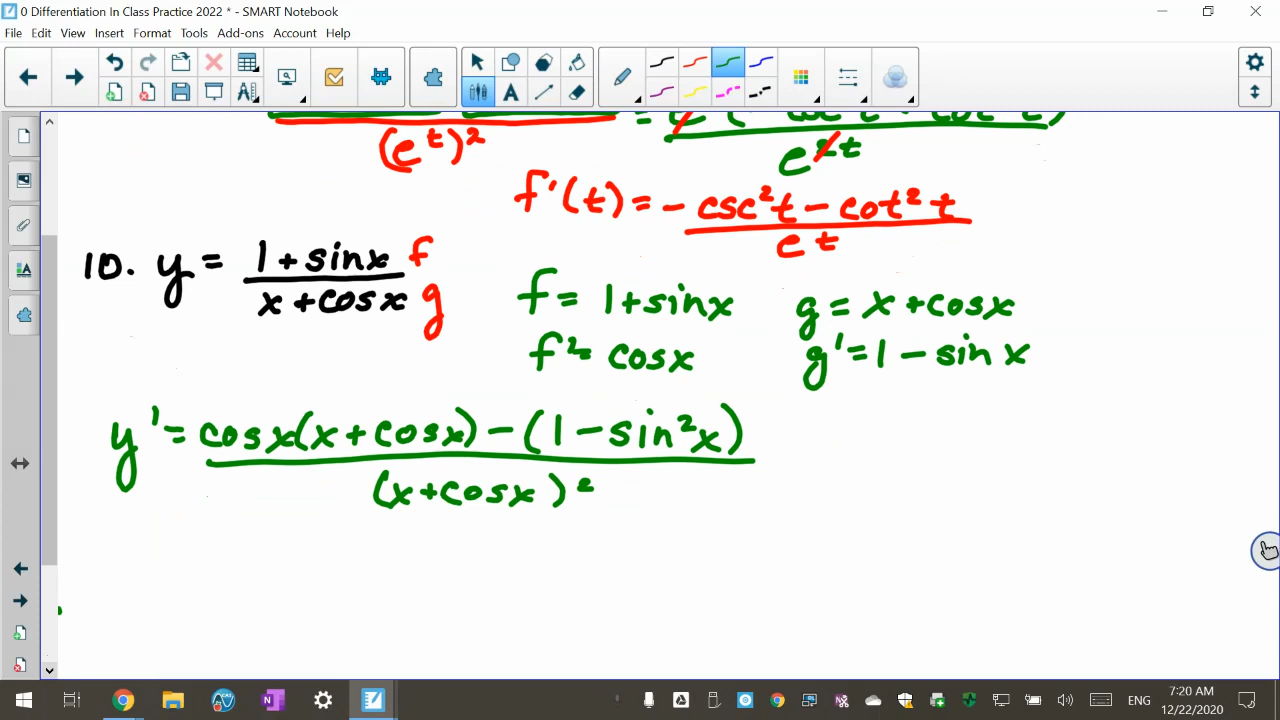 0 Differentiation In Class Practice 2022 * - SMART Notebook
File Edit View Insert Format Tools Add-ons Account Help
(e^t)^2 = e^2t
f'(t) = -csc²t - cot²t
e^t
10. y = 1+sinx f
x+cosx g
f = 1+sinx g = x+cosx
f²= cosx g'=1-sin x
y' = cosx(x+cosx) - (1-sin²x)
(x+cosx)²
ENG
7:20 AM
12/22/2020